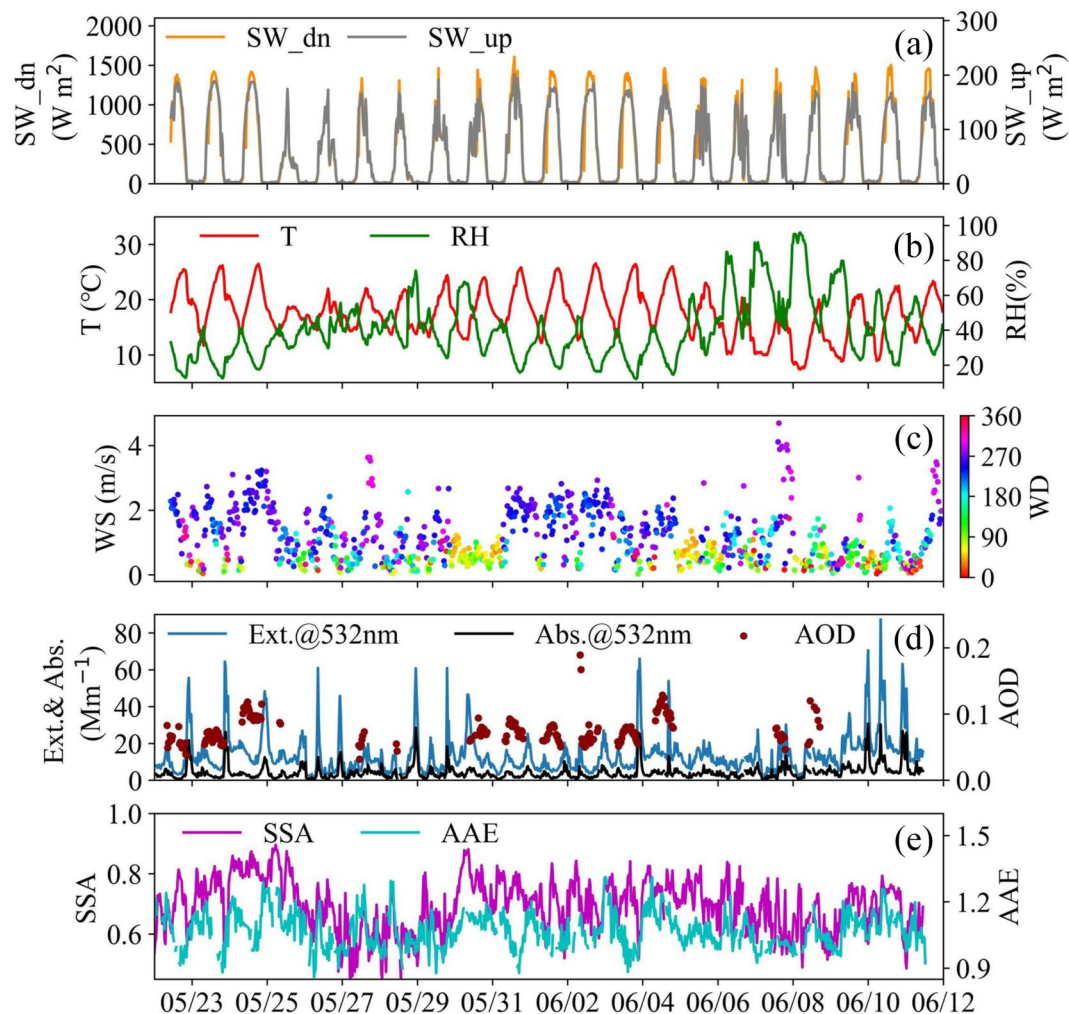 SW_dn SW_up (a)
SW_dn
(W m²)
2000
1500
1000
500
0
300
200
100
0
SW_up
(W m²)
T RH (b)
T (°C)
30
20
10
100
80
60
40
20
RH(%)
(c)
WS (m/s)
4
2
0
360
270
180
90
0
WD
Ext.@532nm Abs.@532nm AOD (d)
Ext.& Abs.
(Mm⁻¹)
80
60
40
20
0
0.2
0.1
0.0
AOD
SSA AAE (e)
SSA
1.0
0.8
0.6
1.5
1.2
0.9
AAE
05/23 05/25 05/27 05/29 05/31 06/02 06/04 06/06 06/08 06/10 06/12